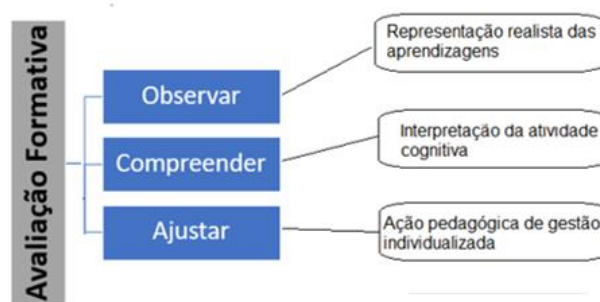 Avaliação Formativa
Observar
Representação realista das
aprendizagens
Compreender
Interpretação da atividade
cognitiva
Ajustar
Ação pedagógica de gestão
individualizada